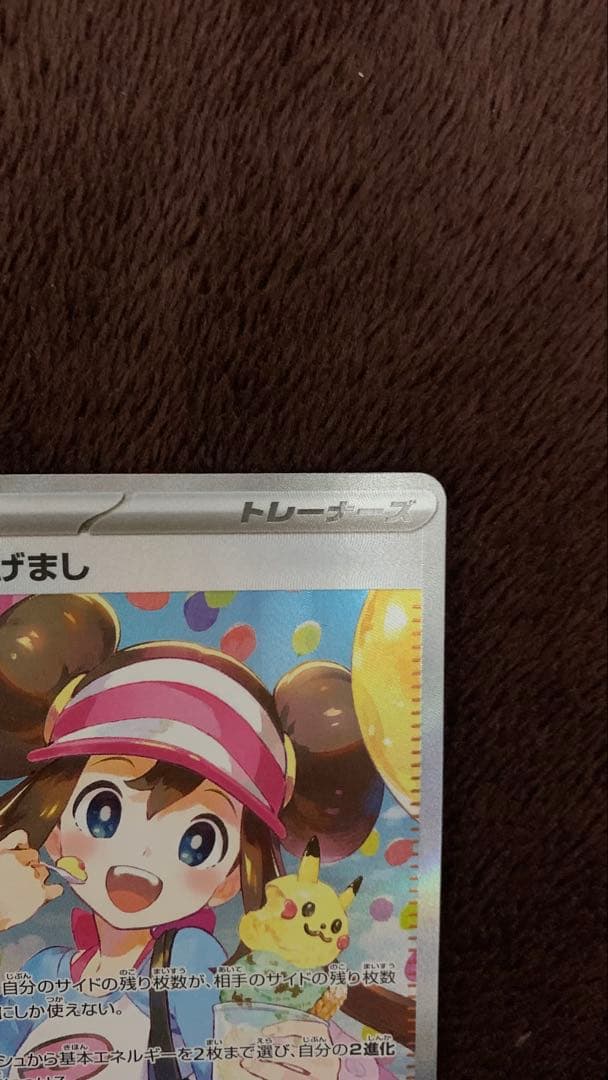 トレーナーズ
げまし
自分のサイドの残り枚数が、相手のサイドの残り枚数
にしか使えない。
シュから基本エネルギーを2枚まで選び、自分の2進化